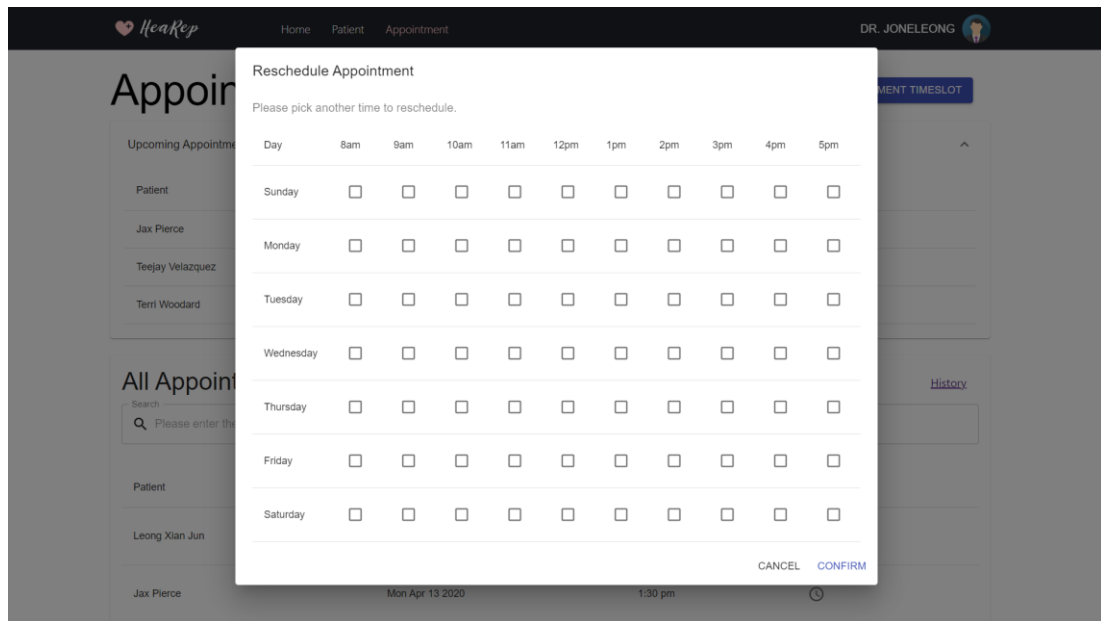 HeaRep Home Patient Appointment DR. JONELEONG
Appoin MENT TIMESLOT
Reschedule Appointment
Please pick another time to reschedule.
Upcoming Appointme
Day 8am 9am 10am 11am 12pm 1pm 2pm 3pm 4pm 5pm
Patient
Sunday
Jax Pierce
Monday
Teejay Velazquez
Tuesday
Terri Woodard
Wednesday
All Appoint History
Search
Thursday
Please enter the
Friday
Patient
Saturday
Leong Xian Jun
CANCEL CONFIRM
Jax Pierce Mon Apr 13 2020 1:30 pm